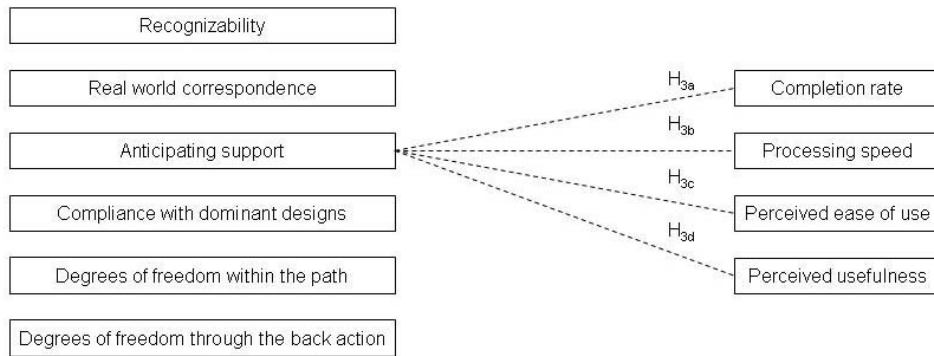 Recognizability
Real world correspondence
Anticipating support
Compliance with dominant designs
Degrees of freedom within the path
Degrees of freedom through the back action
H3a
H3b
H3c
H3d
Completion rate
Processing speed
Perceived ease of use
Perceived usefulness